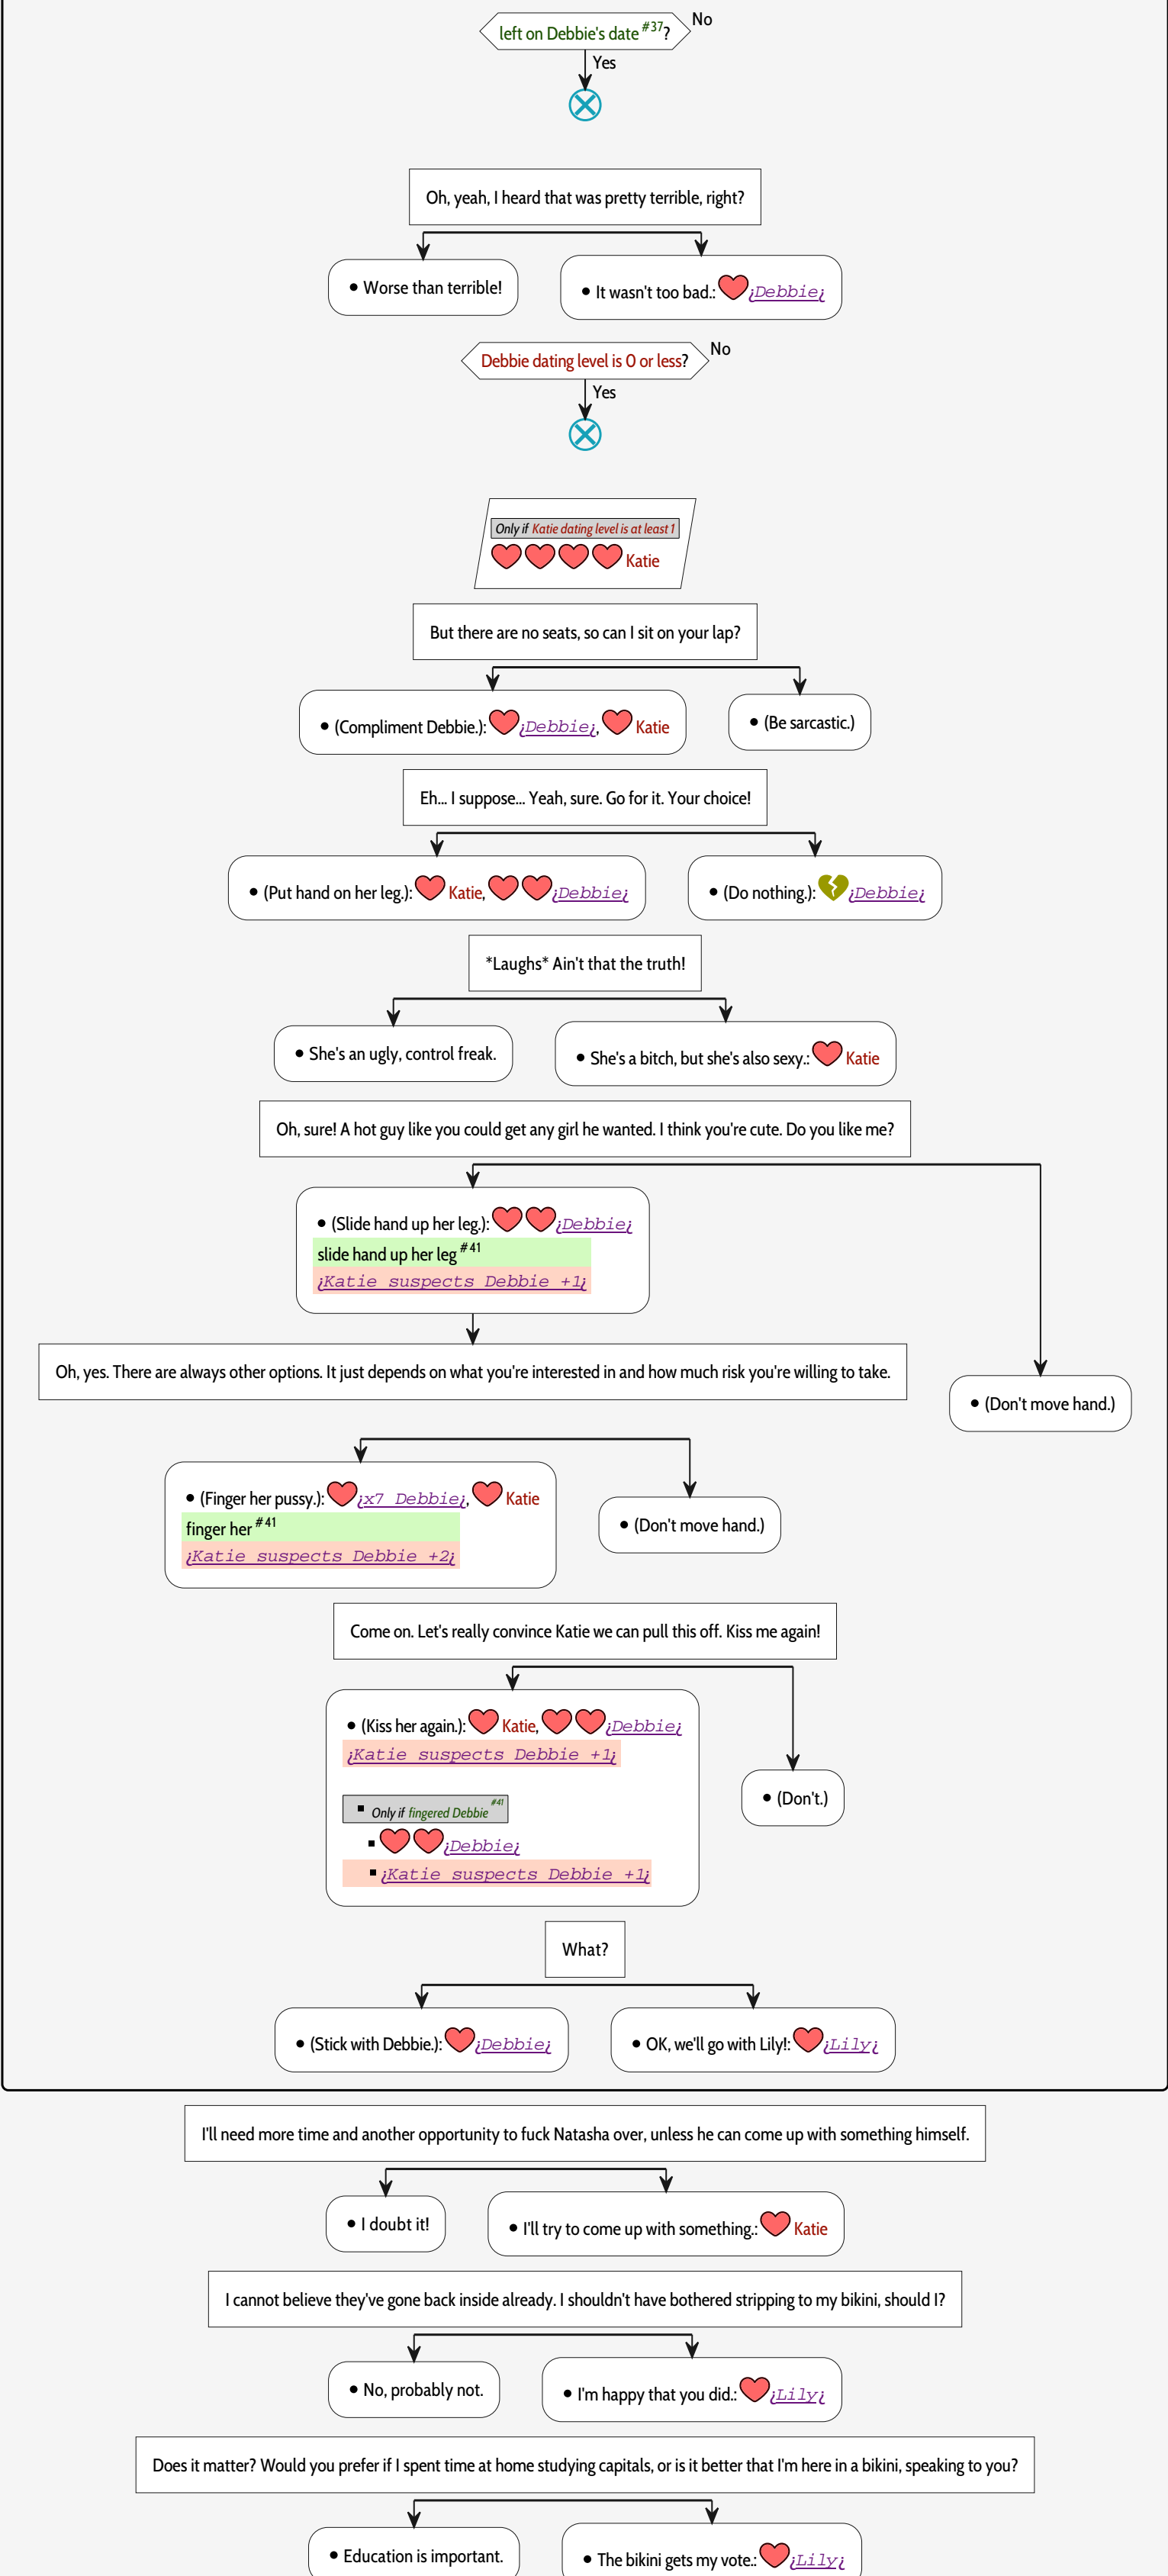 left on Debbie's date #37?
No
Yes
Oh, yeah, I heard that was pretty terrible, right?
• Worse than terrible!
• It wasn't too bad.: ¿Debbie¿
Debbie dating level is 0 or less?
No
Yes
Only if Katie dating level is at least 1
Katie
But there are no seats, so can I sit on your lap?
• (Compliment Debbie.): ¿Debbie¿, Katie
• (Be sarcastic.)
Eh... I suppose... Yeah, sure. Go for it. Your choice!
• (Put hand on her leg.): Katie, ¿Debbie¿
• (Do nothing.): ¿Debbie¿
*Laughs* Ain't that the truth!
• She's an ugly, control freak.
• She's a bitch, but she's also sexy.: Katie
Oh, sure! A hot guy like you could get any girl he wanted. I think you're cute. Do you like me?
• (Slide hand up her leg.): ¿Debbie¿
slide hand up her leg #41
¿Katie suspects Debbie +1¿
Oh, yes. There are always other options. It just depends on what you're interested in and how much risk you're willing to take.
• (Don't move hand.)
• (Finger her pussy.): ¿x7 Debbie¿, Katie
finger her #41
¿Katie suspects Debbie +2¿
• (Don't move hand.)
Come on. Let's really convince Katie we can pull this off. Kiss me again!
• (Kiss her again.): Katie, ¿Debbie¿
¿Katie suspects Debbie +1¿
Only if fingered Debbie #41
¿Debbie¿
¿Katie suspects Debbie +1¿
• (Don't.)
What?
• (Stick with Debbie.): ¿Debbie¿
• OK, we'll go with Lily!: ¿Lily¿
I'll need more time and another opportunity to fuck Natasha over, unless he can come up with something himself.
• I doubt it!
• I'll try to come up with something.: Katie
I cannot believe they've gone back inside already. I shouldn't have bothered stripping to my bikini, should I?
• No, probably not.
• I'm happy that you did.: ¿Lily¿
Does it matter? Would you prefer if I spent time at home studying capitals, or is it better that I'm here in a bikini, speaking to you?
• Education is important.
• The bikini gets my vote.: ¿Lily¿